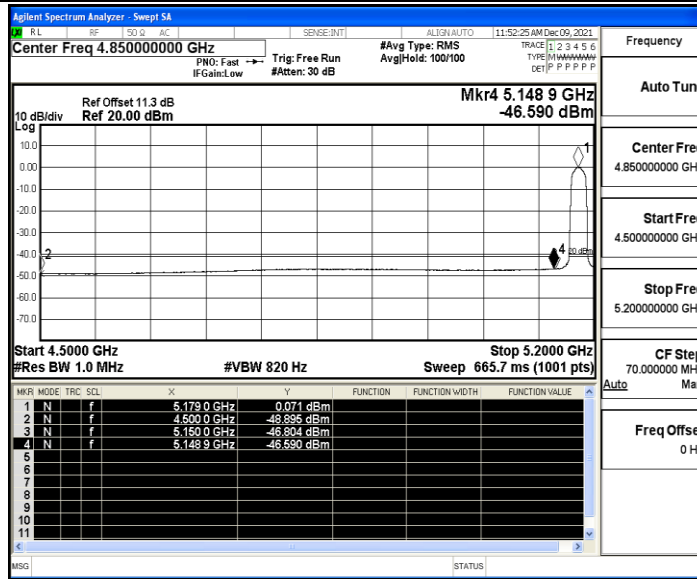 Agilent Spectrum Analyzer - Swept SA
RL RF 50 Ω AC SENSE:INT ALIGN AUTO 11:52:25 AM Dec 09, 2021
Center Freq 4.850000000 GHz
PNO: Fast
IFGain:Low
Trig: Free Run
#Atten: 30 dB
#Avg Type: RMS
Avg|Hold: 100/100
TRACE 1 2 3 4 5 6
TYPE M W W W W W
DET P P P P P P
Mkr4 5.148 9 GHz
-46.590 dBm
Ref Offset 11.3 dB
10 dB/div Ref 20.00 dBm
Log
10.0
0.00
-10.0
-20.0
-30.0
-40.0
-50.0
-60.0
-70.0
1
2
4
Start 4.5000 GHz Stop 5.2000 GHz
#Res BW 1.0 MHz #VBW 820 Hz Sweep 665.7 ms (1001 pts)
MKR MODE TRC SCL X Y FUNCTION FUNCTION WIDTH FUNCTION VALUE
1 N f 5.179 0 GHz 0.071 dBm
2 N f 4.500 0 GHz -48.895 dBm
3 N f 5.150 0 GHz -46.804 dBm
4 N f 5.148 9 GHz -46.590 dBm
5
6
7
8
9
10
11
MSG STATUS
Frequency
Auto Tun
Center Fre
4.850000000 GH
Start Fre
4.500000000 GH
Stop Fre
5.200000000 GH
CF Step
70.000000 MH
Auto Ma
Freq Offse
0 H